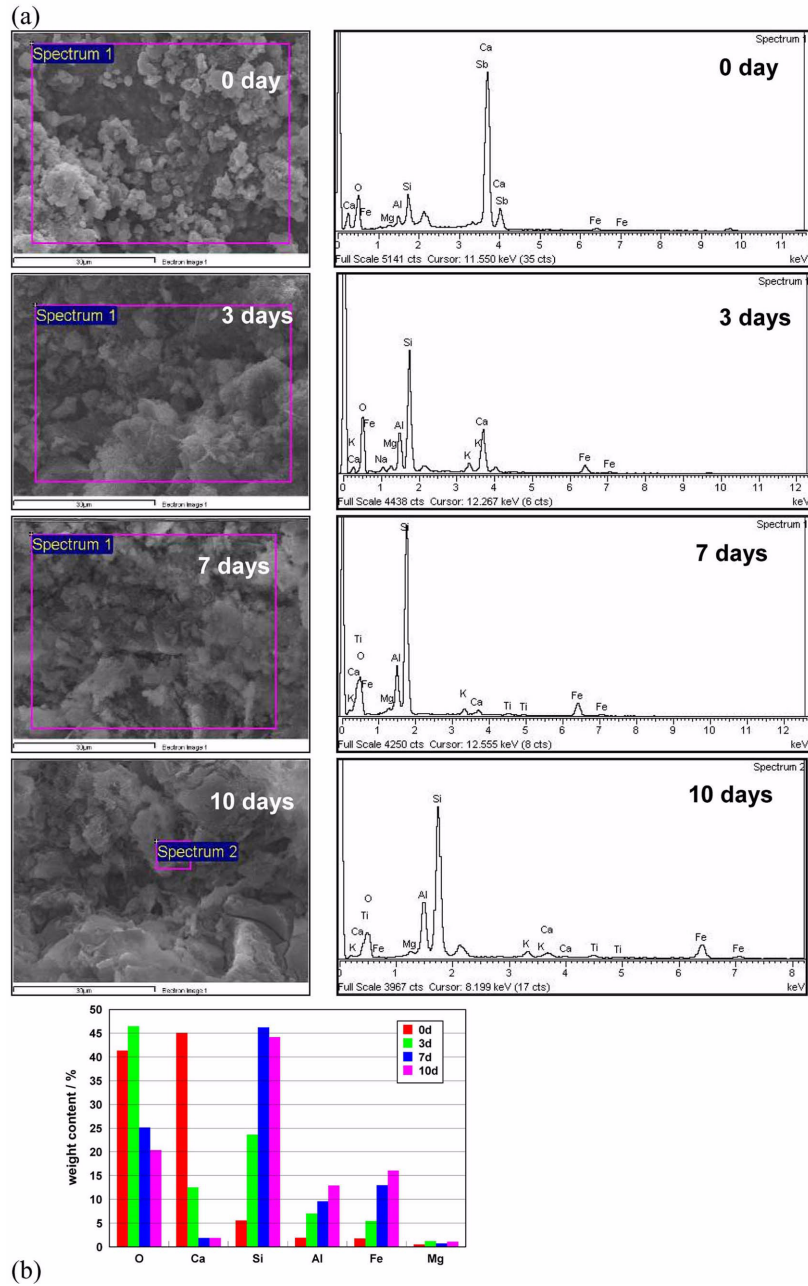 (a)
Spectrum 1
0 day
30µm
Electron Image 1
Spectrum 1
0 day
Ca
Sb
O
Ca
Fe
Mg
Al
Si
Ca
Sb
Fe
Fe
0 1 2 3 4 5 6 7 8 9 10 11
Full Scale 5141 cts Cursor: 11.550 keV (35 cts)
keV
Spectrum 1
3 days
30µm
Electron Image 1
Spectrum 1
3 days
Si
O
Fe
K
Ca
Na
Mg
Al
K
K
Ca
Fe
Fe
0 1 2 3 4 5 6 7 8 9 10 11 12
Full Scale 4438 cts Cursor: 12.267 keV (6 cts)
keV
Spectrum 1
7 days
30µm
Electron Image 1
Spectrum 1
7 days
Si
Ti
O
Ca
Fe
K
Mg
Al
K
Ca
Ti
Ti
Fe
Fe
0 1 2 3 4 5 6 7 8 9 10 11 12
Full Scale 4250 cts Cursor: 12.555 keV (8 cts)
keV
Spectrum 2
10 days
30µm
Electron Image 1
Spectrum 2
10 days
Si
O
Ti
Ca
K
Fe
Mg
Al
K
K
Ca
Ca
Ti
Ti
Fe
Fe
0 1 2 3 4 5 6 7 8
Full Scale 3967 cts Cursor: 8.199 keV (17 cts)
keV
weight content / %
50
45
40
35
30
25
20
15
10
5
0
0d
3d
7d
10d
O Ca Si Al Fe Mg
(b)